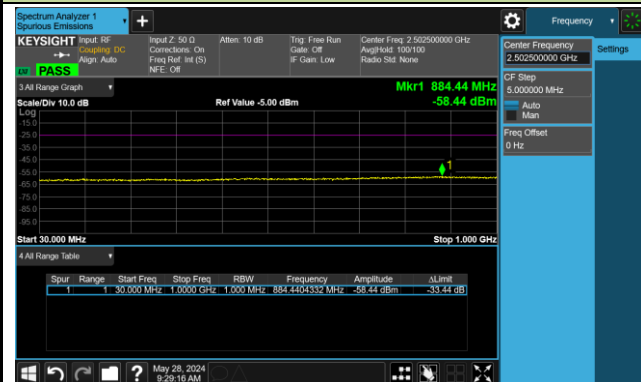 Spectrum Analyzer 1
Spurious Emissions
Frequency
KEYSIGHT
Input: RF
Coupling: DC
Align: Auto
Input Z: 50 Ω
Corrections: On
Freq Ref: Int (S)
NFE: Off
Atten: 10 dB
Trig: Free Run
Gate: Off
IF Gain: Low
Center Freq: 2.502500000 GHz
Avg|Hold: 100/100
Radio Std: None
PASS
Center Frequency
2.502500000 GHz
Settings
CF Step
5.000000 MHz
Auto
Man
Freq Offset
0 Hz
3 All Range Graph
Mkr1 884.44 MHz
Scale/Div 10.0 dB
Ref Value -5.00 dBm
-58.44 dBm
Log
-15.0
-25.0
-35.0
-45.0
-55.0
-65.0
-75.0
-85.0
-95.0
1
Start 30.000 MHz
Stop 1.000 GHz
4 All Range Table
Spur Range Start Freq Stop Freq RBW Frequency Amplitude ΔLimit
1 1 30.000 MHz 1.0000 GHz 1.000 MHz 884.4404332 MHz -58.44 dBm -33.44 dB
?
May 28, 2024
9:29:16 AM